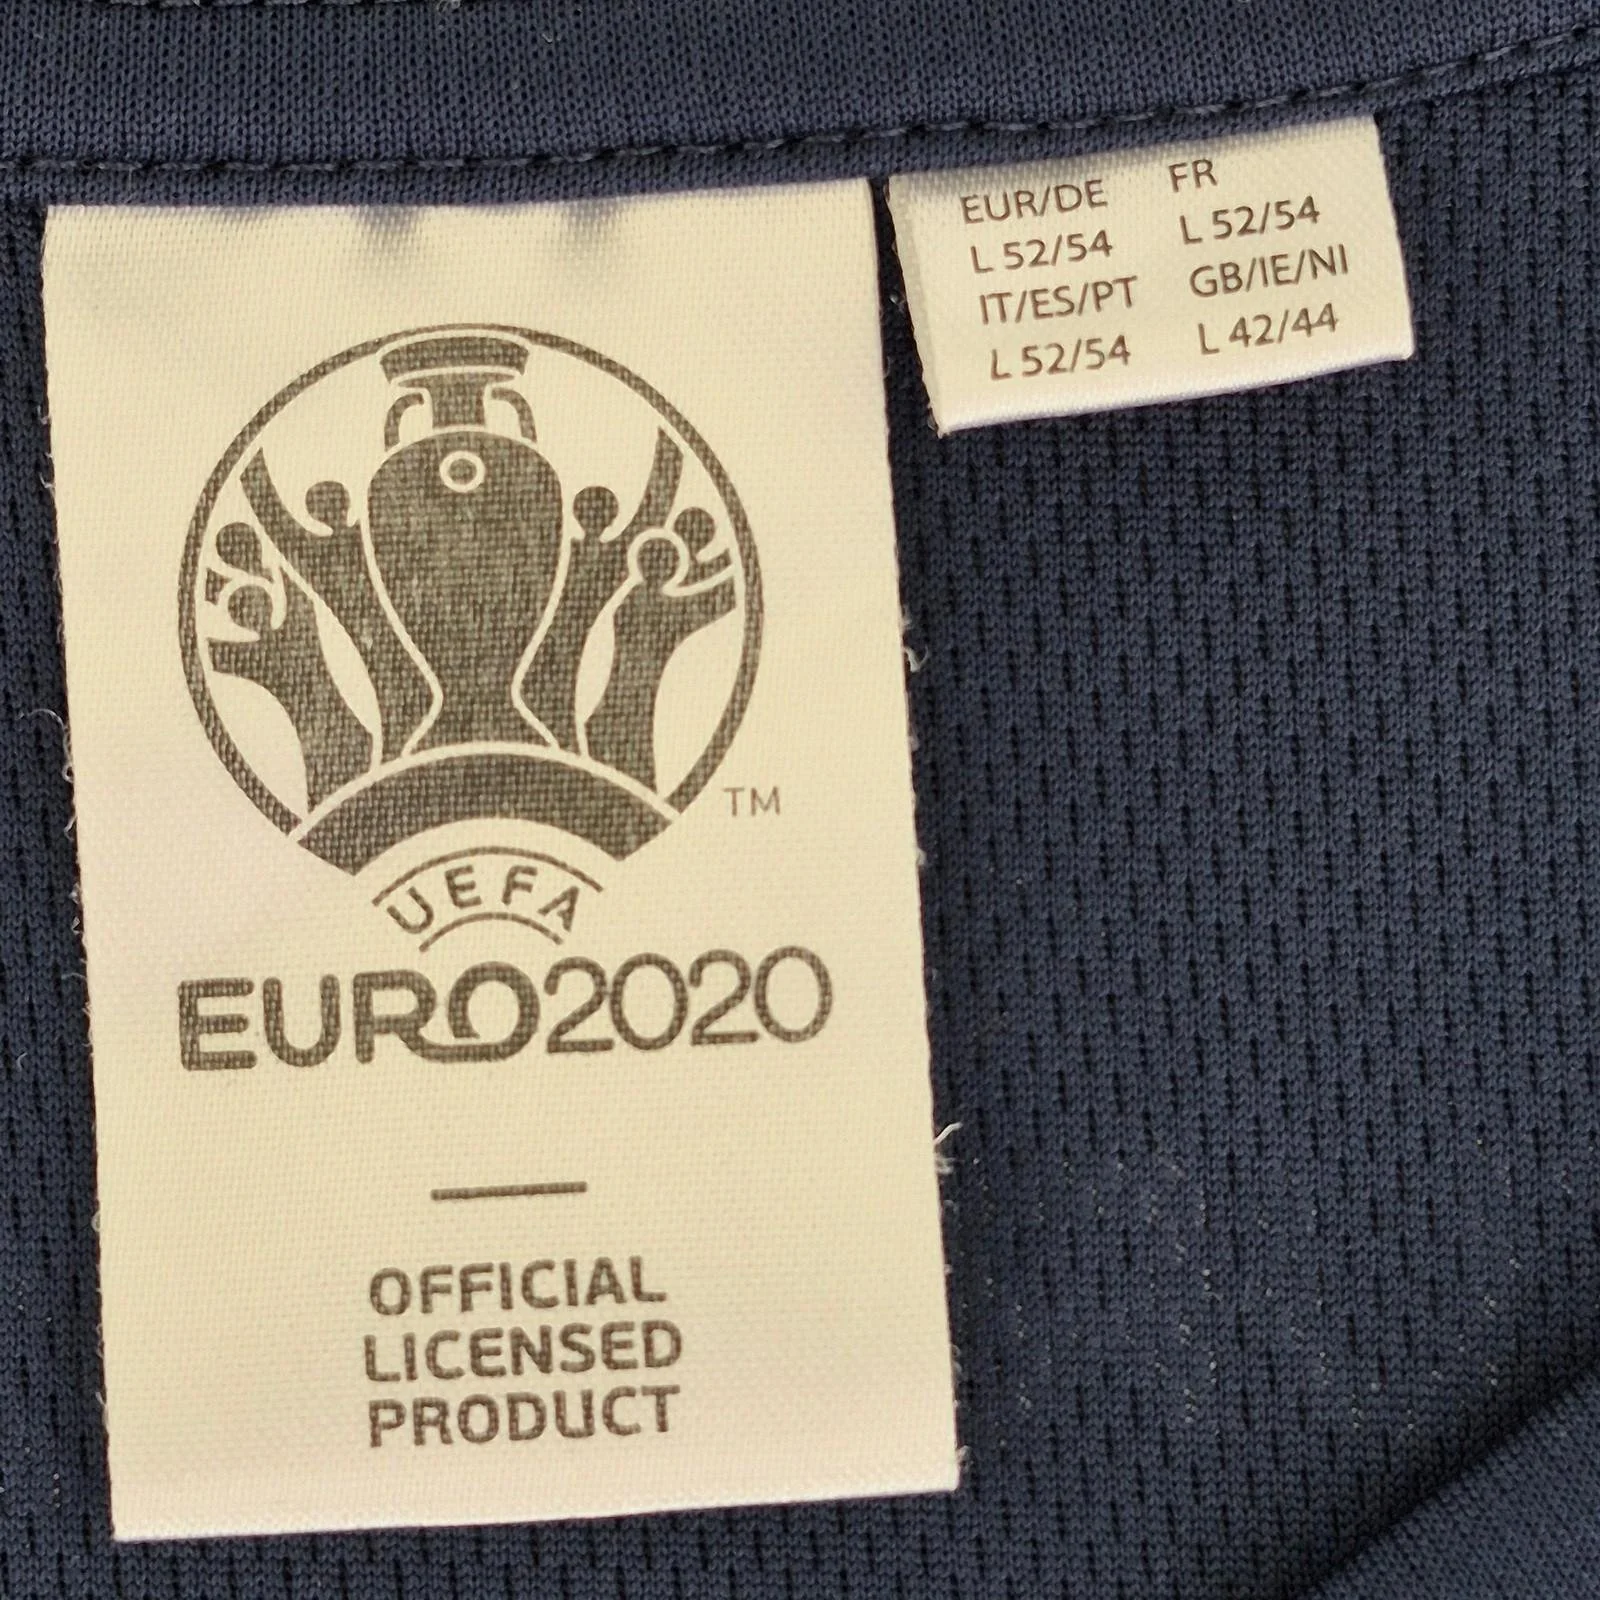 TM
UEFA
EURO2020
OFFICIAL
LICENSED
PRODUCT
EUR/DE
L 52/54
IT/ES/PT
L 52/54
FR
L 52/54
GB/IE/NI
L 42/44